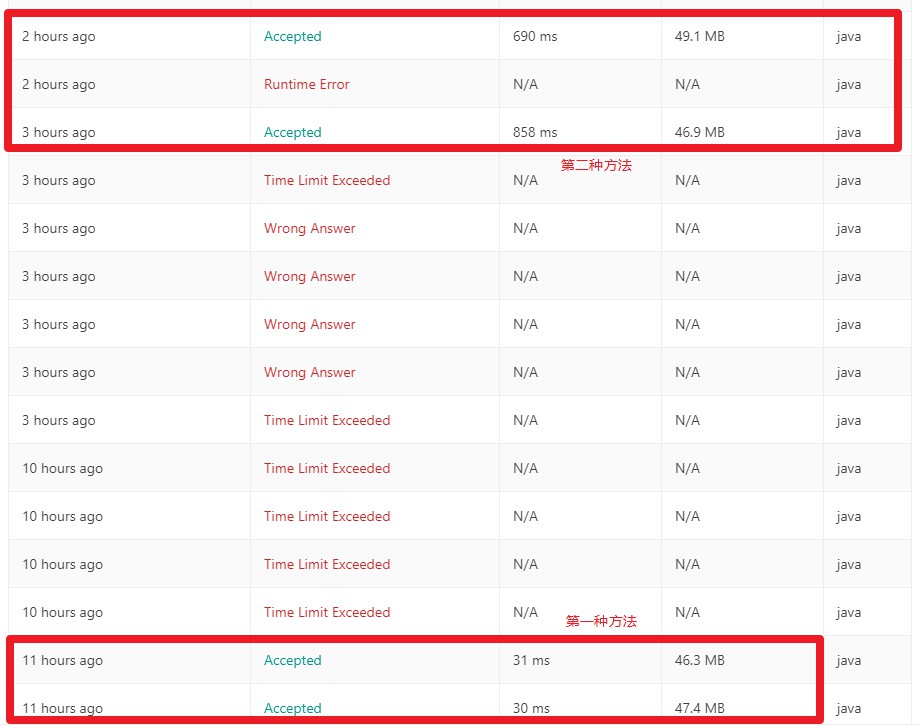 2 hours ago Accepted 690 ms 49.1 MB java
2 hours ago Runtime Error N/A N/A java
3 hours ago Accepted 858 ms 46.9 MB java
第二种方法
3 hours ago Time Limit Exceeded N/A N/A java
3 hours ago Wrong Answer N/A N/A java
3 hours ago Wrong Answer N/A N/A java
3 hours ago Wrong Answer N/A N/A java
3 hours ago Wrong Answer N/A N/A java
3 hours ago Time Limit Exceeded N/A N/A java
10 hours ago Time Limit Exceeded N/A N/A java
10 hours ago Time Limit Exceeded N/A N/A java
10 hours ago Time Limit Exceeded N/A N/A java
10 hours ago Time Limit Exceeded N/A N/A java
第一种方法
11 hours ago Accepted 31 ms 46.3 MB java
11 hours ago Accepted 30 ms 47.4 MB java